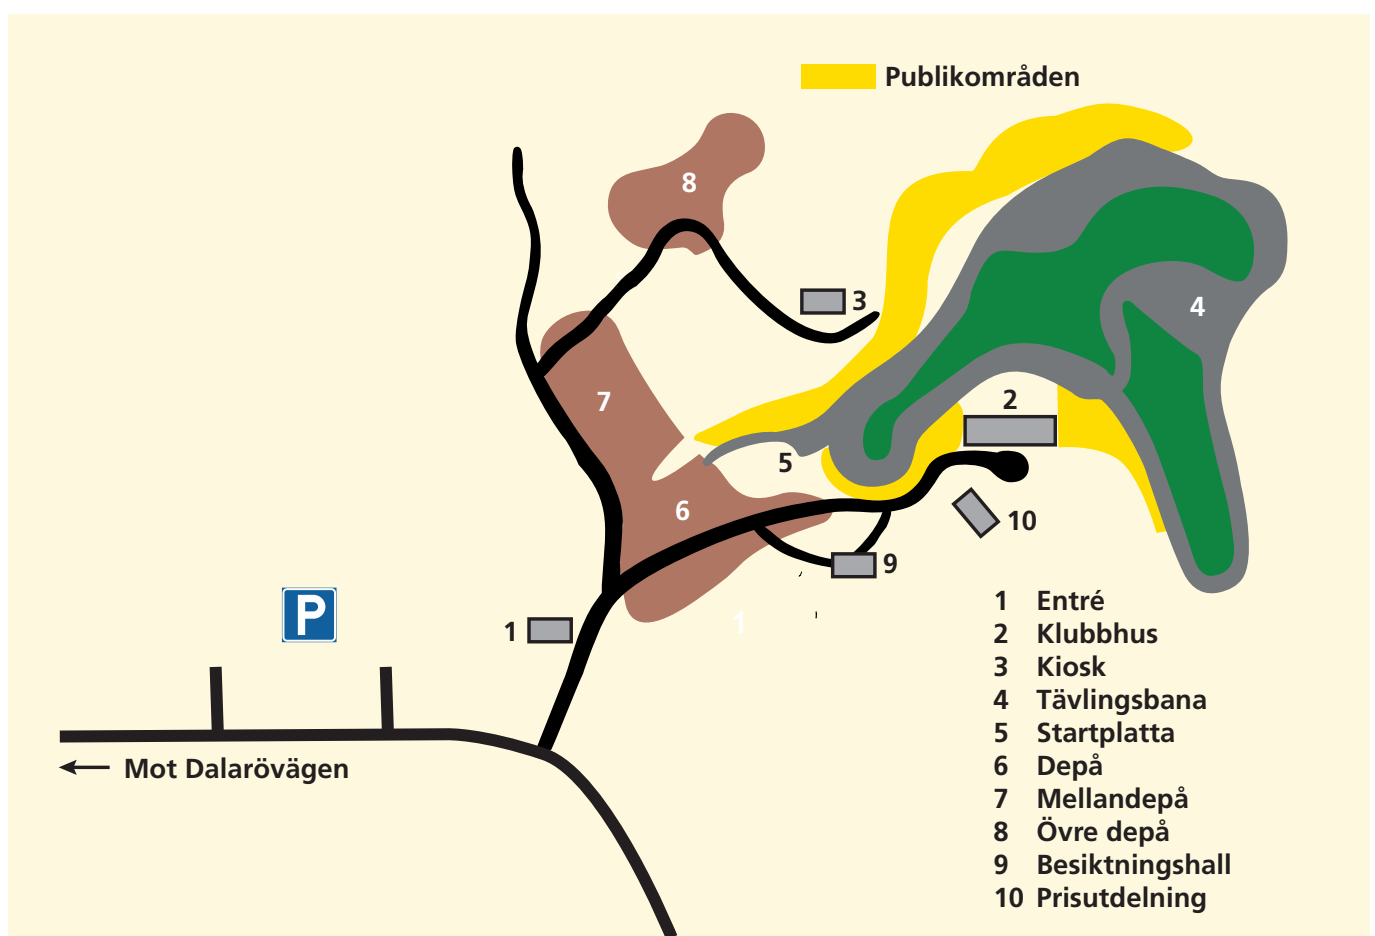 Publikområden
8
3
4
7
2
5
6
10
9
1
1
P
Mot Dalarövägen
1 Entré
2 Klubbhus
3 Kiosk
4 Tävlingsbana
5 Startplatta
6 Depå
7 Mellandepå
8 Övre depå
9 Besiktningshall
10 Prisutdelning